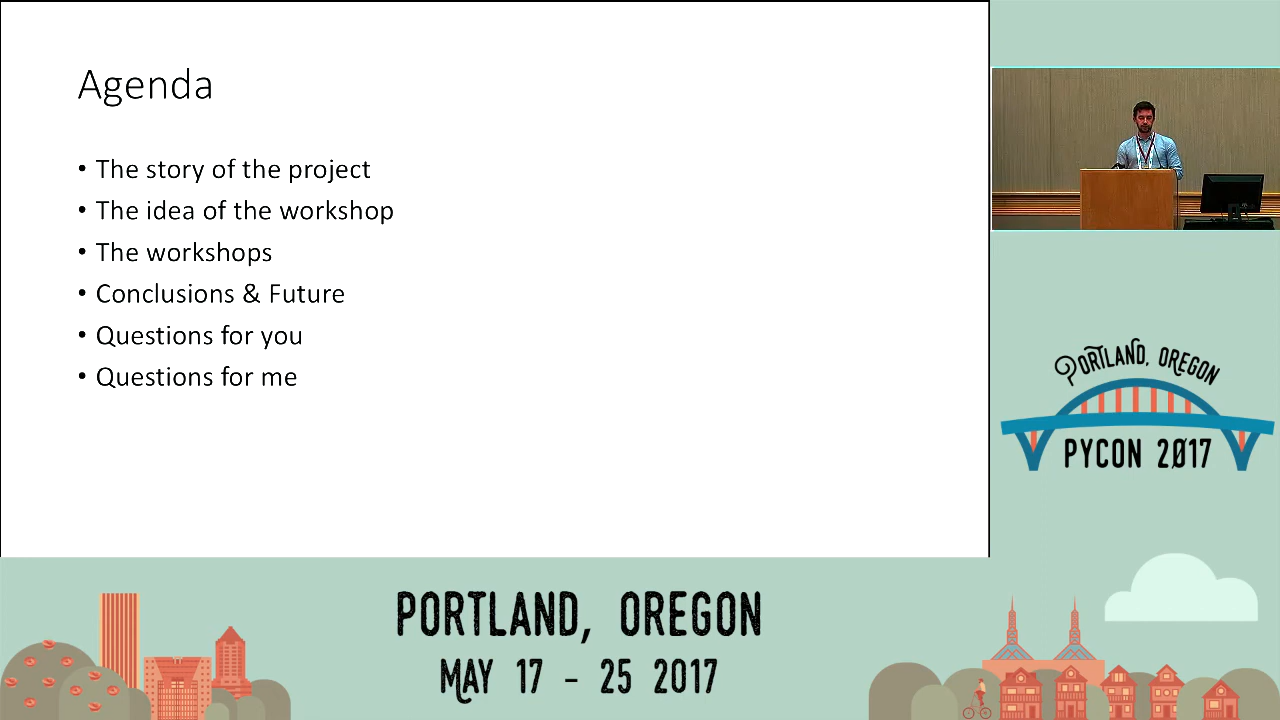 Agenda
• The story of the project
• The idea of the workshop
• The workshops
• Conclusions & Future
• Questions for you
• Questions for me
PORTLAND, OREGON
PYCON 2017
PORTLAND, OREGON
MAY 17 - 25 2017